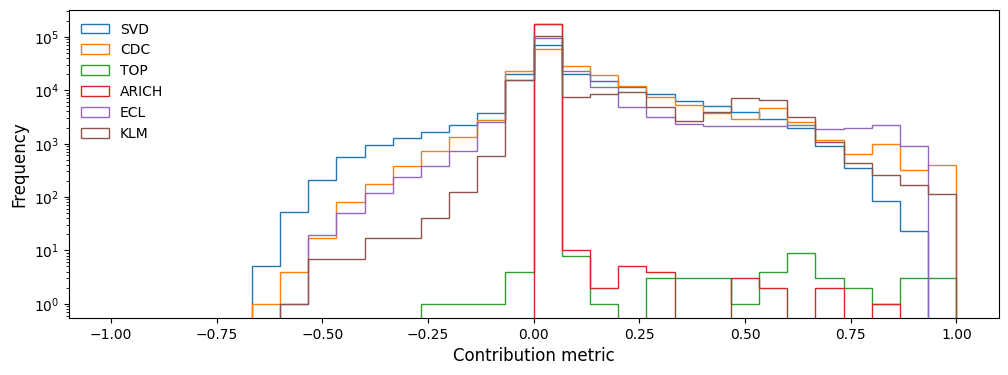 SVD
CDC
TOP
ARICH
ECL
KLM
Frequency
10⁵
10⁴
10³
10²
10¹
10⁰
−1.00 −0.75 −0.50 −0.25 0.00 0.25 0.50 0.75 1.00
Contribution metric